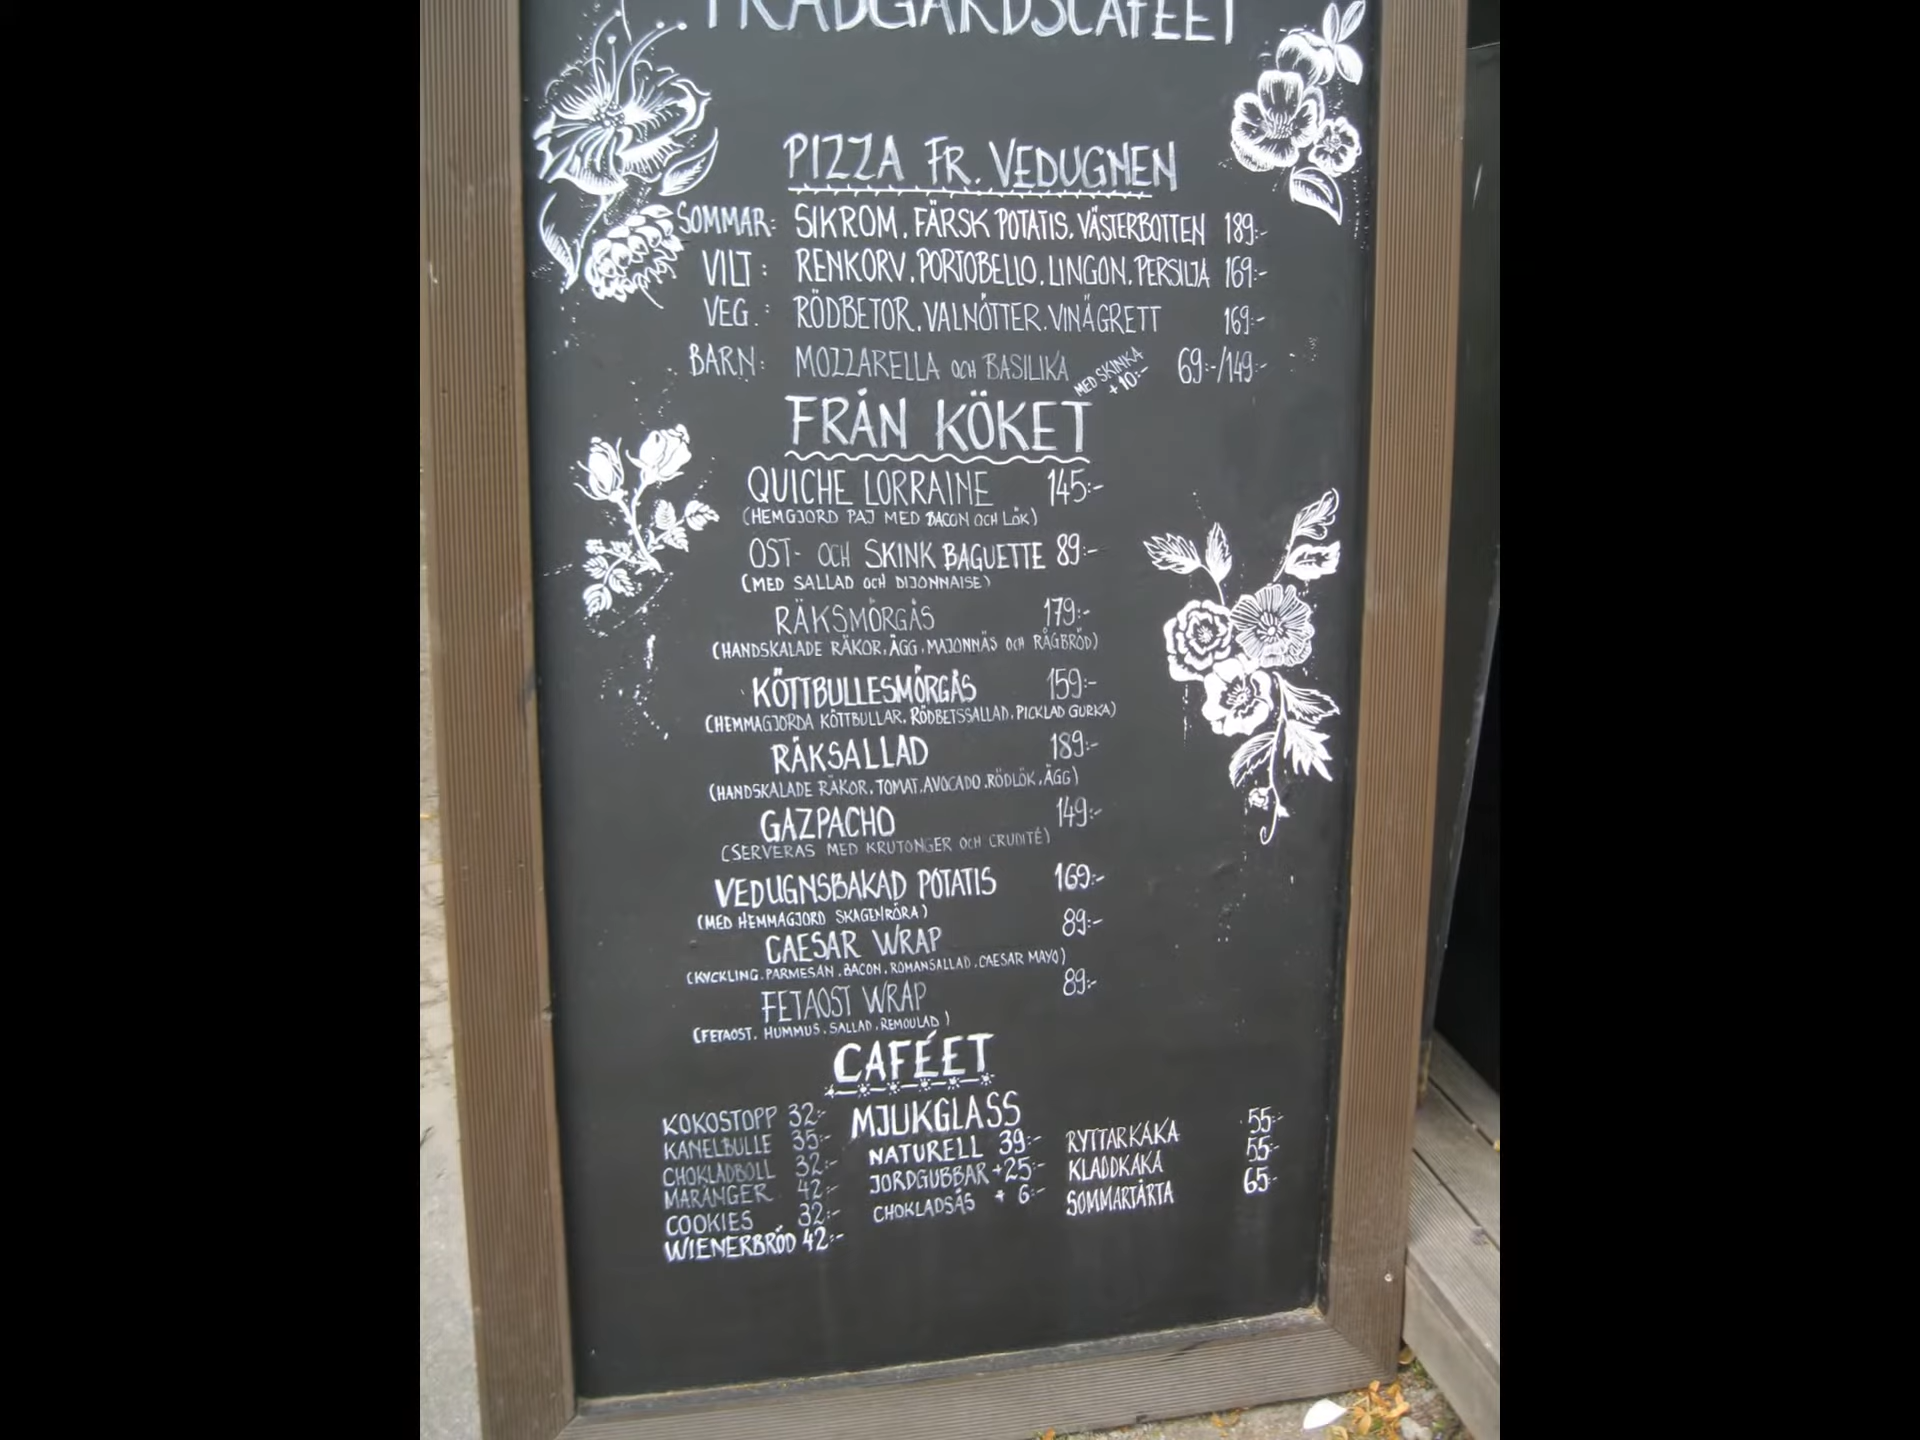 TRÄDGÅRDSCAFÉET
PIZZA FR. VEDUGNEN
SOMMAR: SIKROM, FÄRSK POTATIS, VÄSTERBOTTEN 189:-
VILT: RENKORV, PORTOBELLO, LINGON, PERSILJA 169:-
VEG.: RÖDBETOR, VALNÖTTER, VINÄGRETT 169:-
BARN: MOZZARELLA OCH BASILIKA MED SKINKA +10:- 69:-/149:-
FRÅN KÖKET
QUICHE LORRAINE 145:-
(HEMGJORD PAJ MED BACON OCH LÖK)
OST- OCH SKINK BAGUETTE 89:-
(MED SALLAD OCH DIJONNAISE)
RÄKSMÖRGÅS 179:-
(HANDSKALADE RÄKOR, ÄGG, MAJONNÄS OCH RÅGBRÖD)
KÖTTBULLESMÖRGÅS 159:-
(HEMMAGJORDA KÖTTBULLAR, RÖDBETSSALLAD, PICKLAD GURKA)
RÄKSALLAD 189:-
(HANDSKALADE RÄKOR, TOMAT, AVOCADO, RÖDLÖK, ÄGG)
GAZPACHO 149:-
(SERVERAS MED KRUTONGER OCH CRUDITÉ)
VEDUGNSBAKAD POTATIS 169:-
(MED HEMMAGJORD SKAGENRÖRA)
CAESAR WRAP 89:-
(KYCKLING, PARMESAN, BACON, ROMANSALLAD, CAESAR MAYO)
FETAOST WRAP 89:-
(FETAOST, HUMMUS, SALLAD, REMOULAD)
CAFÉET
KOKOSTOPP 32:-
KANELBULLE 35:-
CHOKLADBOLL 32:-
MARÄNGER 42:-
COOKIES 32:-
WIENERBRÖD 42:-
MJUKGLASS
NATURELL 39:-
JORDGUBBAR +25:-
CHOKLADSÅS + 6:-
RYTTARKAKA 55:-
KLADDKAKA 55:-
SOMMARTÅRTA 65:-